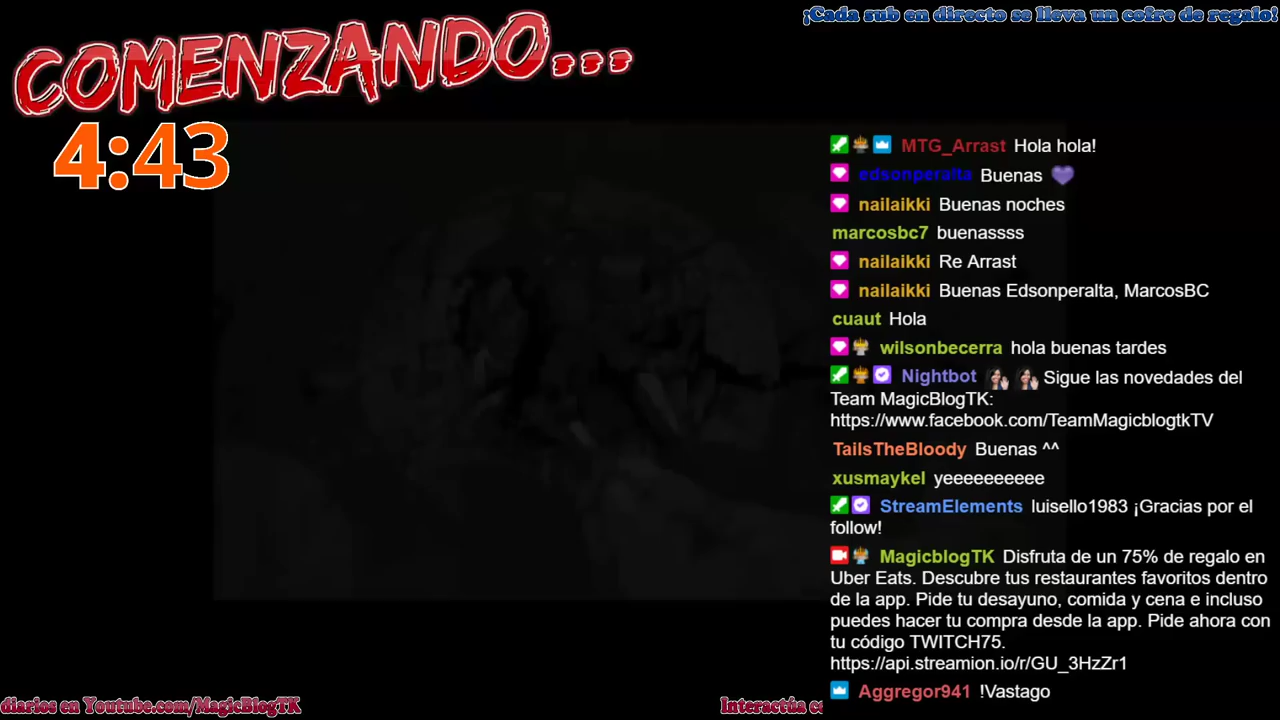 ¡Cada sub en directo se lleva un cofre de regalo!
COMENZANDO...
4:43
MTG_Arrast Hola hola!
edsonperalta Buenas
nailaikki Buenas noches
marcosbc7 buenassss
nailaikki Re Arrast
nailaikki Buenas Edsonperalta, MarcosBC
cuaut Hola
wilsonbecerra hola buenas tardes
Nightbot Sigue las novedades del
Team MagicBlogTK:
https://www.facebook.com/TeamMagicblogtkTV
TailsTheBloody Buenas ^^
xusmaykel yeeeeeeeeee
StreamElements luisello1983 ¡Gracias por el
follow!
MagicblogTK Disfruta de un 75% de regalo en
Uber Eats. Descubre tus restaurantes favoritos dentro
de la app. Pide tu desayuno, comida y cena e incluso
puedes hacer tu compra desde la app. Pide ahora con
tu código TWITCH75.
https://api.streamion.io/r/GU_3HzZr1
Aggregor941 !Vastago
diarios en Youtube.com/MagicBlogTK
Interactúa